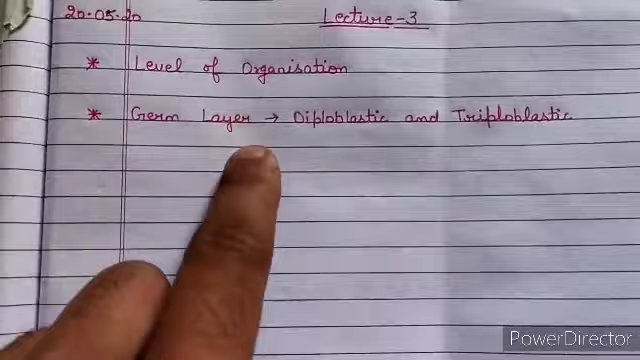 20.05.20 Lecture-3
* Level of Organisation
* Germ Layer → Diploblastic and Triploblastic
PowerDirector